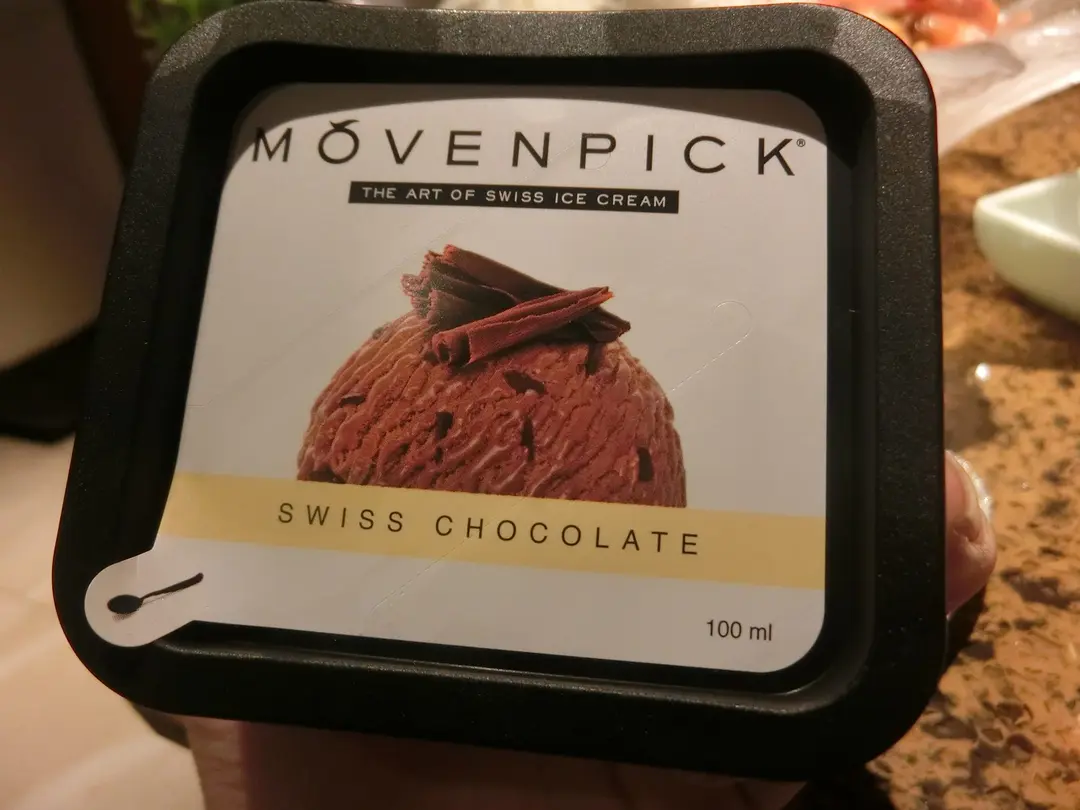 MÖVENPICK®
THE ART OF SWISS ICE CREAM
SWISS CHOCOLATE
100 ml